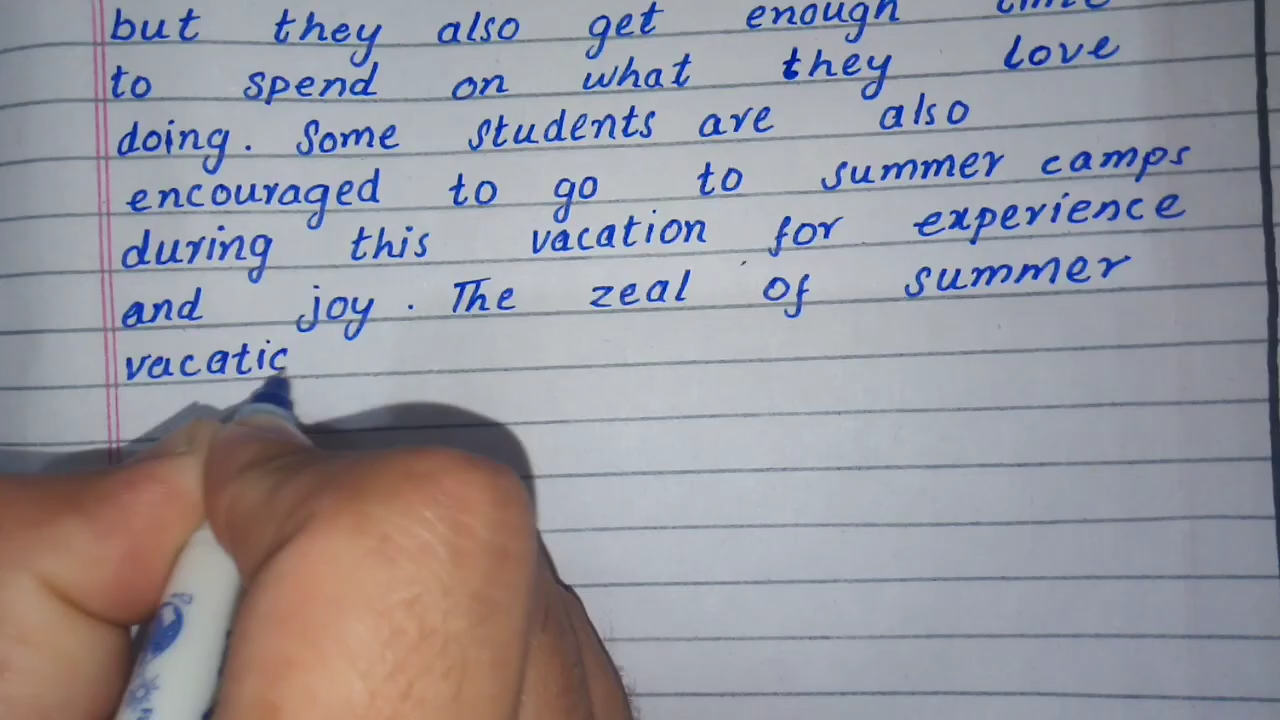 but they also get enough time
to spend on what they love
doing. Some students are also
encouraged to go to summer camps
during this vacation for experience
and joy. The zeal of summer
vacatic